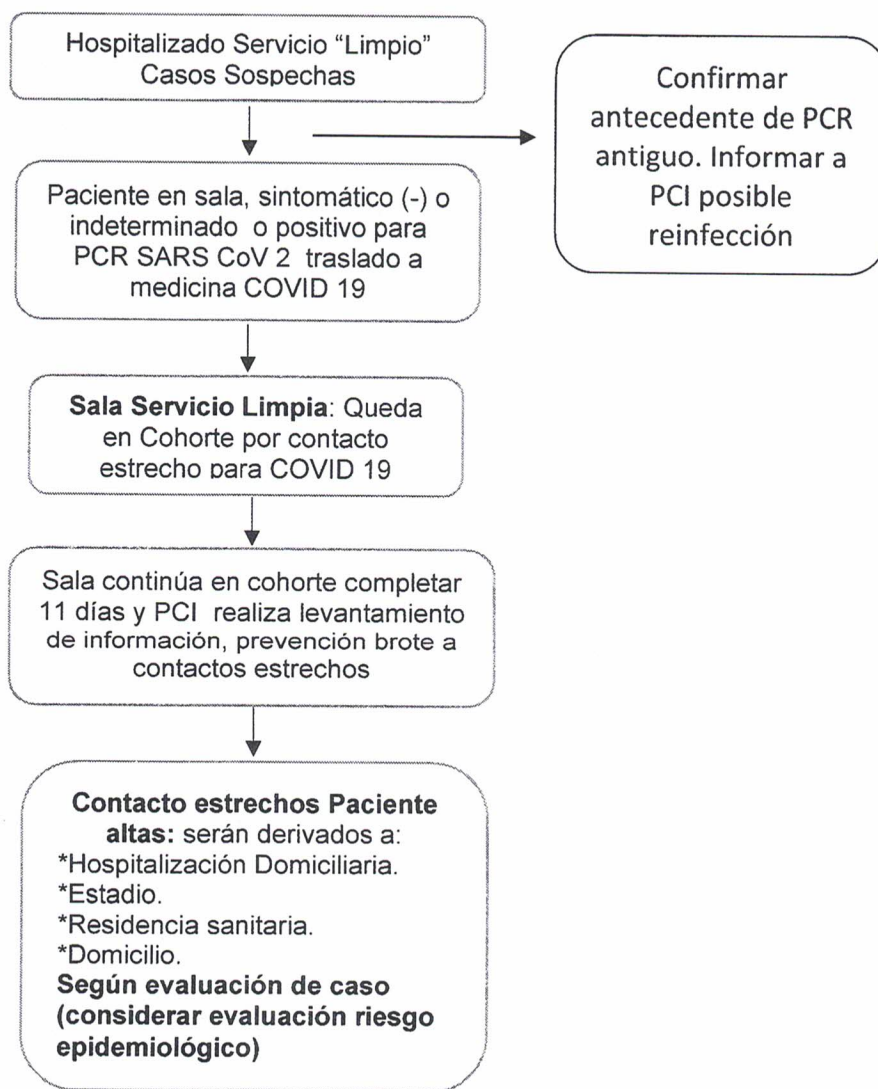 Hospitalizado Servicio “Limpio”
Casos Sospechas
Confirmar
antecedente de PCR
antiguo. Informar a
PCI posible
reinfección
Paciente en sala, sintomático (-) o
indeterminado o positivo para
PCR SARS CoV 2 traslado a
medicina COVID 19
Sala Servicio Limpia: Queda
en Cohorte por contacto
estrecho para COVID 19
Sala continúa en cohorte completar
11 días y PCI realiza levantamiento
de información, prevención brote a
contactos estrechos
Contacto estrechos Paciente
altas: serán derivados a:
*Hospitalización Domiciliaria.
*Estadio.
*Residencia sanitaria.
*Domicilio.
Según evaluación de caso
(considerar evaluación riesgo
epidemiológico)